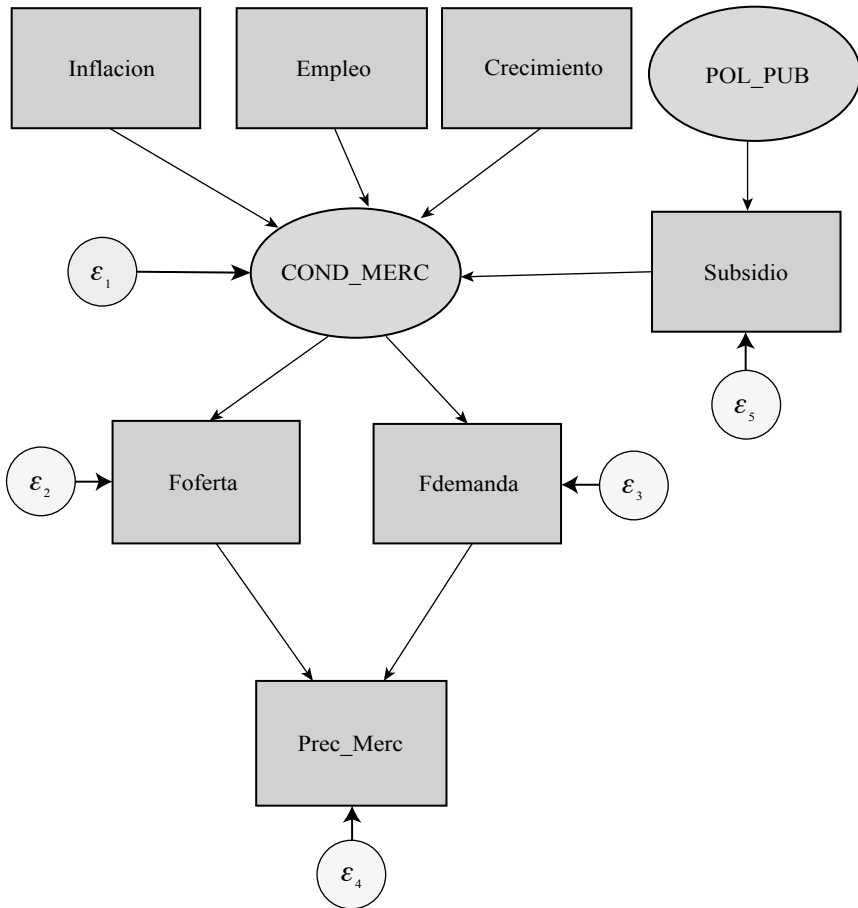 Inflacion
Empleo
Crecimiento
POL_PUB
ε1
COND_MERC
Subsidio
ε5
ε2
Foferta
Fdemanda
ε3
Prec_Merc
ε4